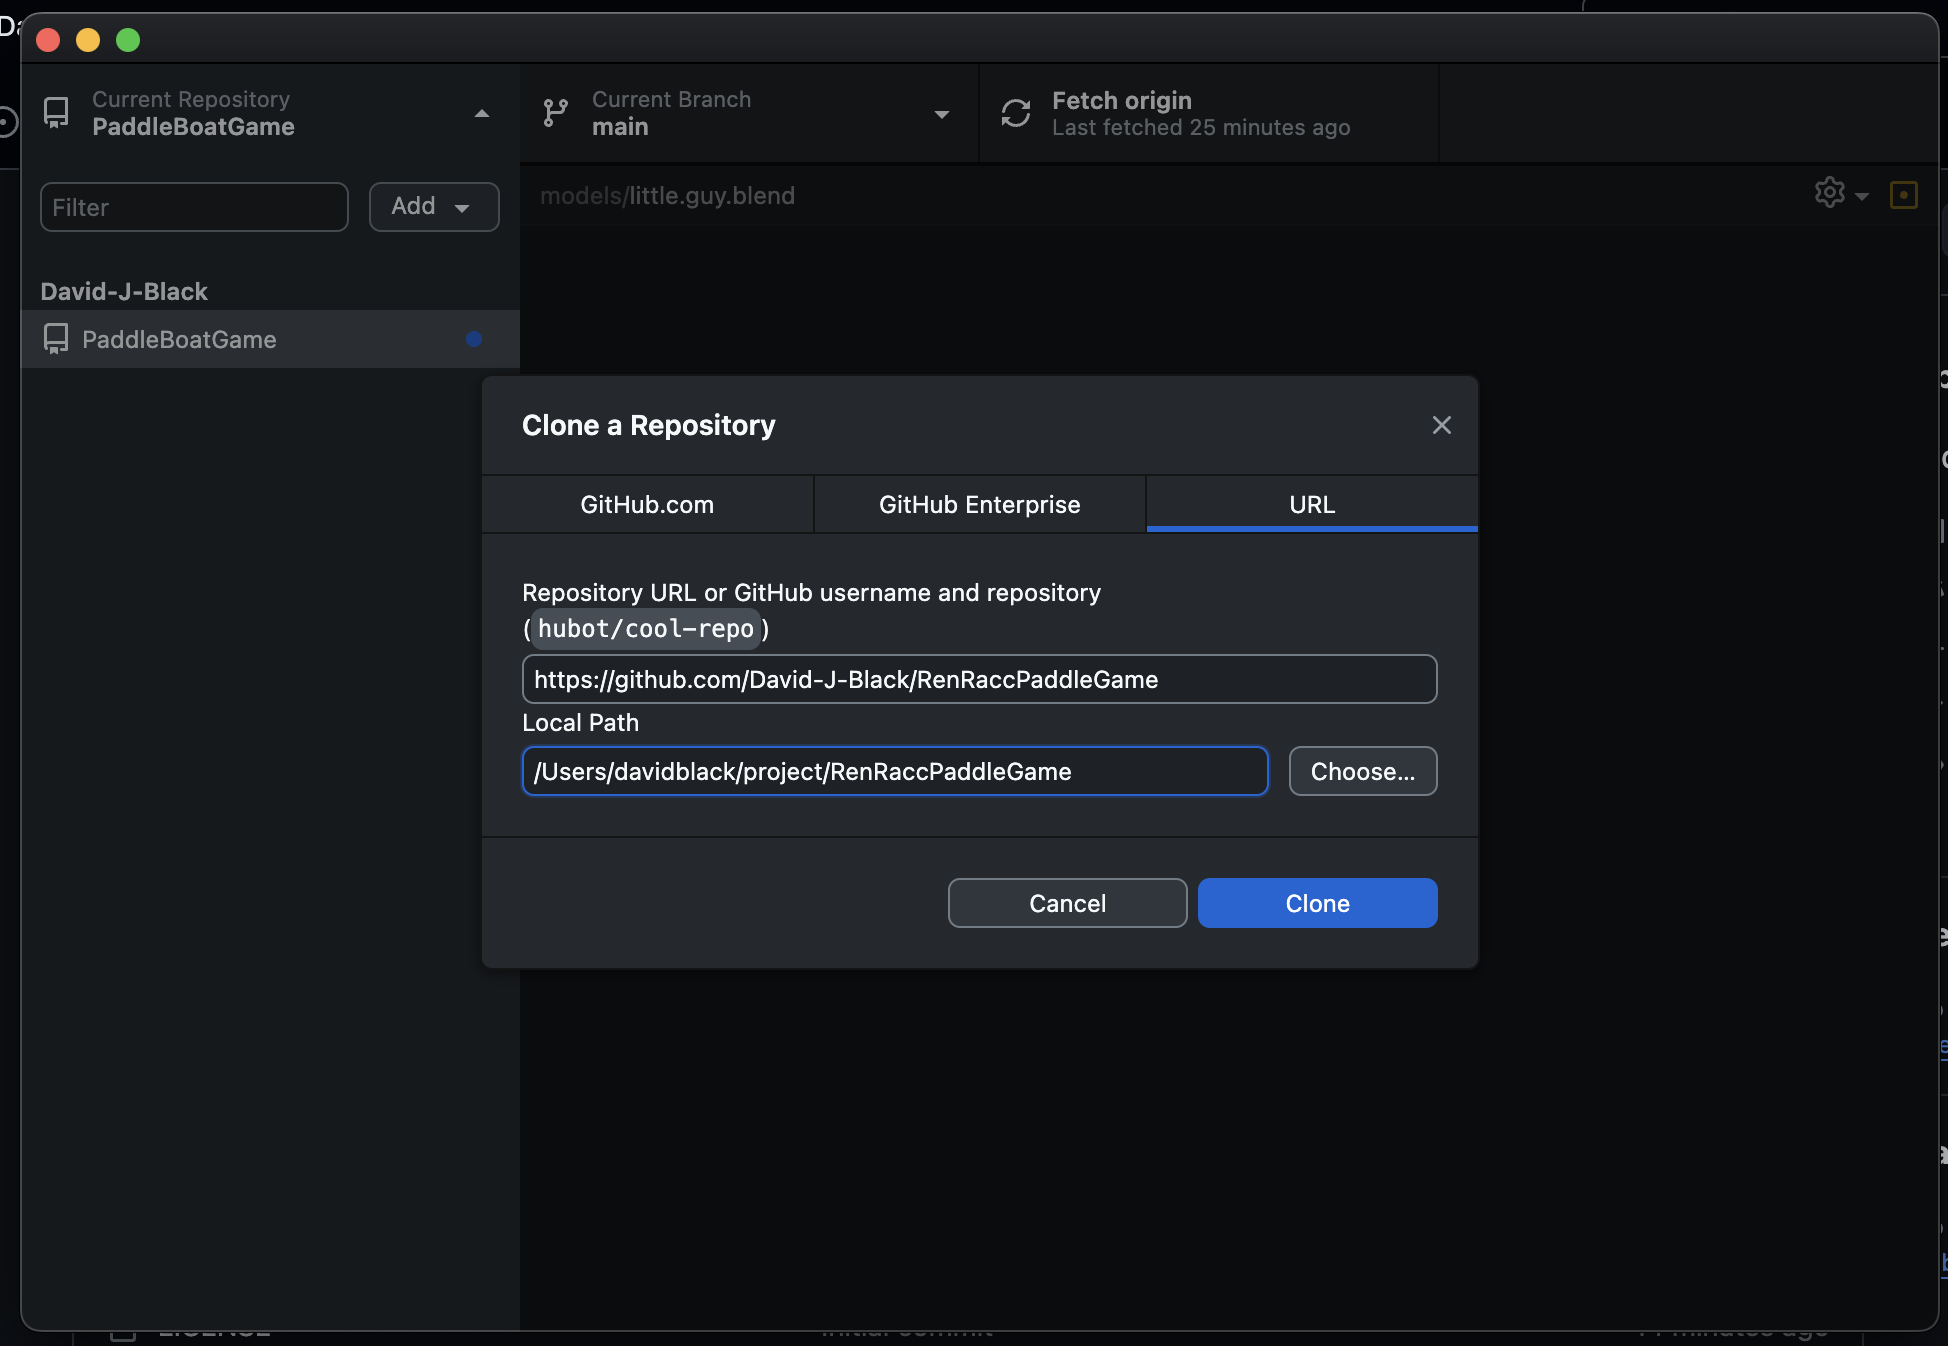 Current Repository
PaddleBoatGame
Current Branch
main
Fetch origin
Last fetched 25 minutes ago
Filter
Add
models/little.guy.blend
David-J-Black
PaddleBoatGame
Clone a Repository
GitHub.com
GitHub Enterprise
URL
Repository URL or GitHub username and repository
(hubot/cool-repo)
https://github.com/David-J-Black/RenRaccPaddleGame
Local Path
/Users/davidblack/project/RenRaccPaddleGame
Choose...
Cancel
Clone